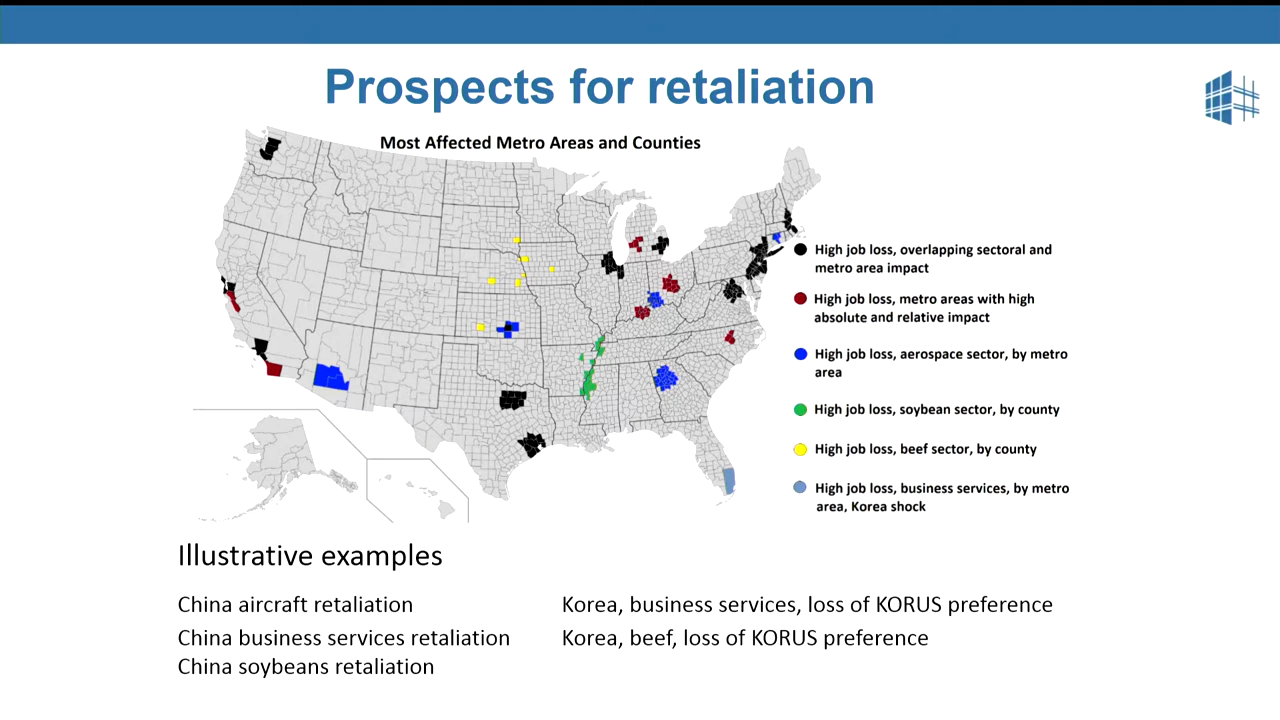 Prospects for retaliation
Most Affected Metro Areas and Counties
High job loss, overlapping sectoral and
metro area impact
High job loss, metro areas with high
absolute and relative impact
High job loss, aerospace sector, by metro
area
High job loss, soybean sector, by county
High job loss, beef sector, by county
High job loss, business services, by metro
area, Korea shock
Illustrative examples
China aircraft retaliation
China business services retaliation
China soybeans retaliation
Korea, business services, loss of KORUS preference
Korea, beef, loss of KORUS preference